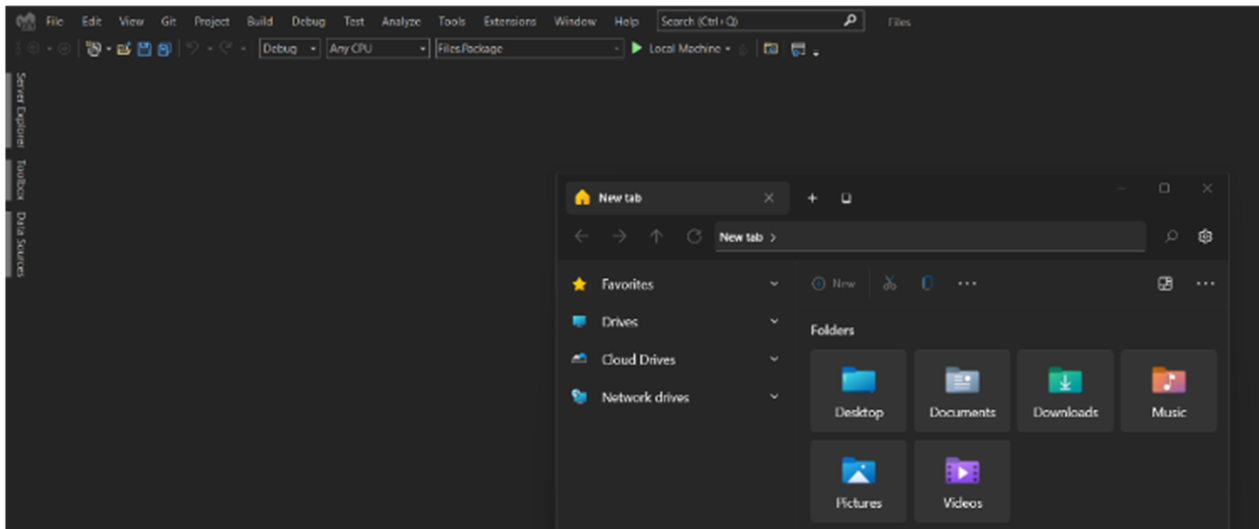 File Edit View Git Project Build Debug Test Analyze Tools Extensions Window Help Search (Ctrl+Q) Files
Debug Any CPU Files.Package Local Machine
Server Explorer
Toolbox
Data Sources
New tab
New tab
Favorites
Drives
Cloud Drives
Network drives
New
Folders
Desktop Documents Downloads Music
Pictures Videos